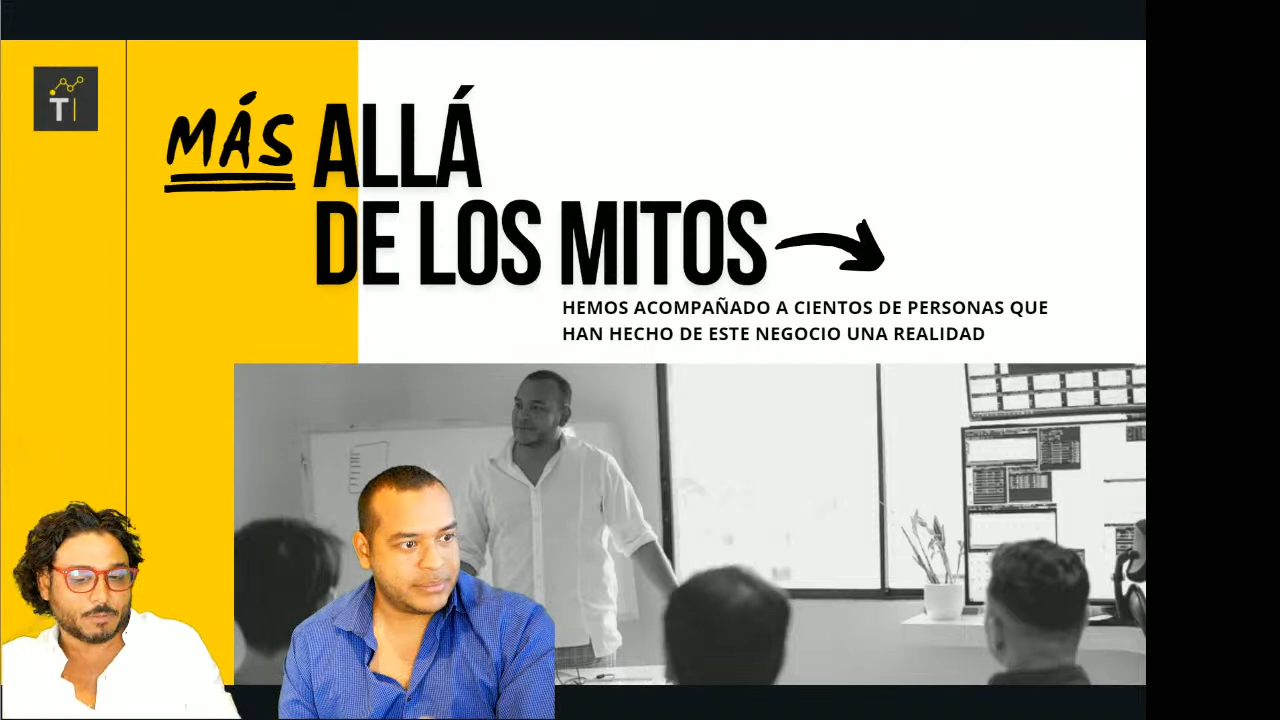 T
MÁS ALLÁ
DE LOS MITOS
HEMOS ACOMPAÑADO A CIENTOS DE PERSONAS QUE
HAN HECHO DE ESTE NEGOCIO UNA REALIDAD